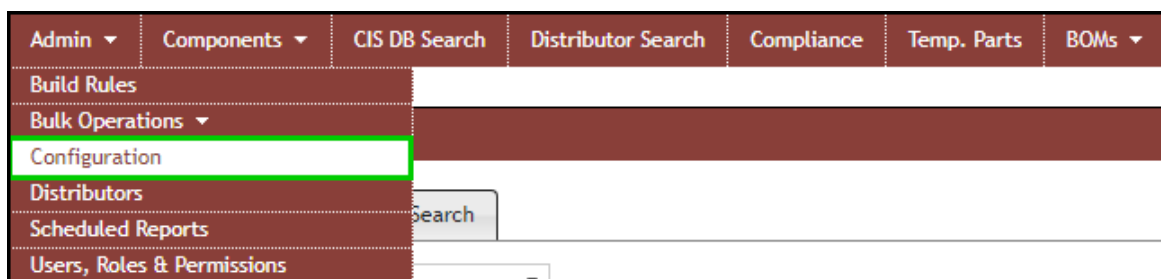 Admin ▾ Components ▾ CIS DB Search Distributor Search Compliance Temp. Parts BOMs ▾
Build Rules
Bulk Operations ▾
Configuration
Distributors
Search
Scheduled Reports
Users, Roles & Permissions